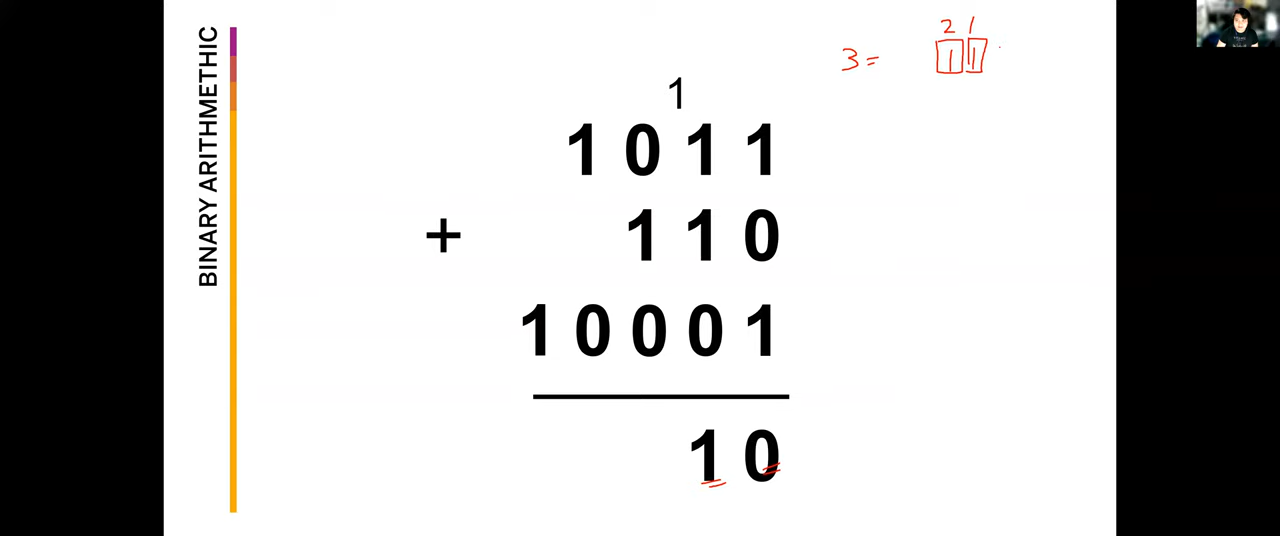 BINARY ARITHMETHIC
2 1
3 = 1 1
1
1 0 1 1
+ 1 1 0
1 0 0 0 1
1 0